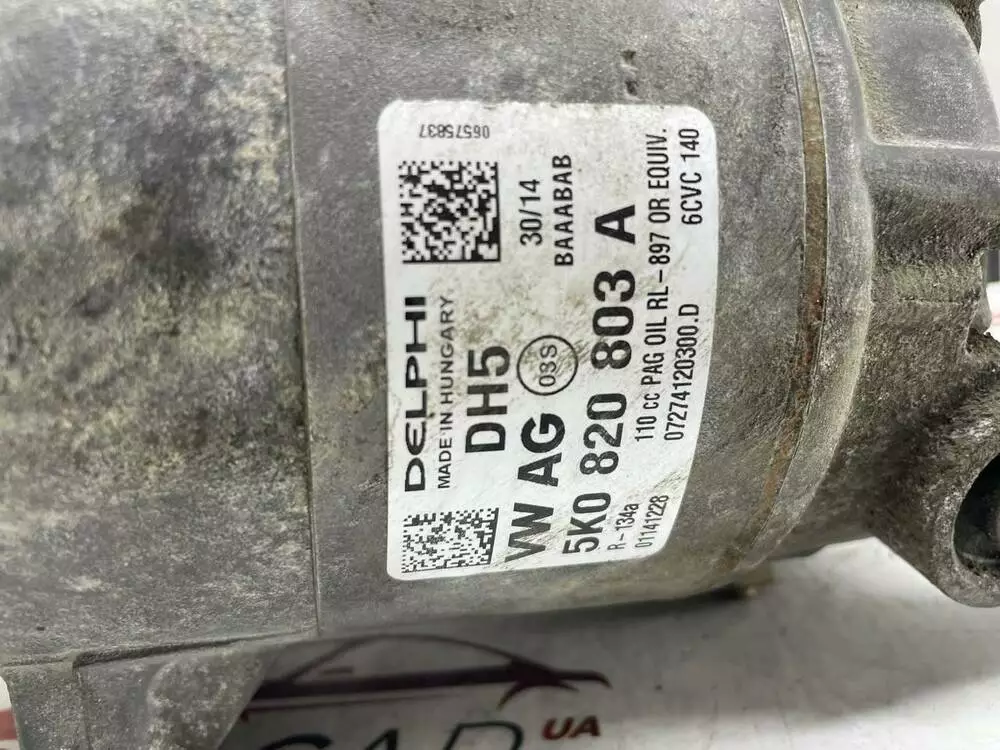 DELPHI
MADE IN HUNGARY
DH5
30/14
BAAABAB
06575837
VW AG
03S
5K0 820 803 A
R-134a
110 cc PAG OIL RL-897 OR EQUIV.
01141228
07274120300.D
6CVC 140
UA